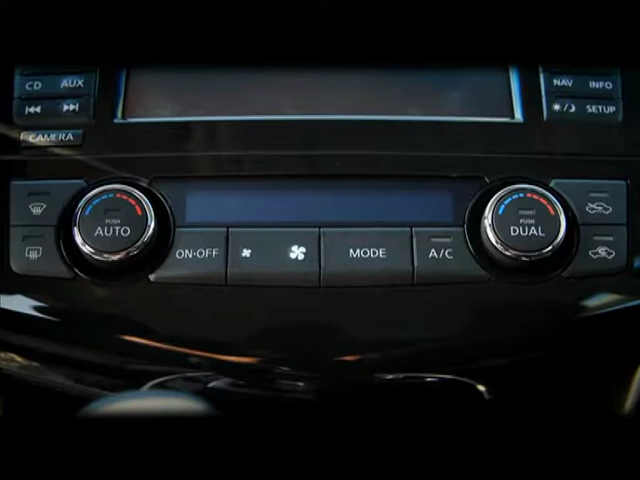 CD AUX
NAV INFO
SETUP
CAMERA
PUSH
AUTO
PUSH
DUAL
ON·OFF
MODE
A/C